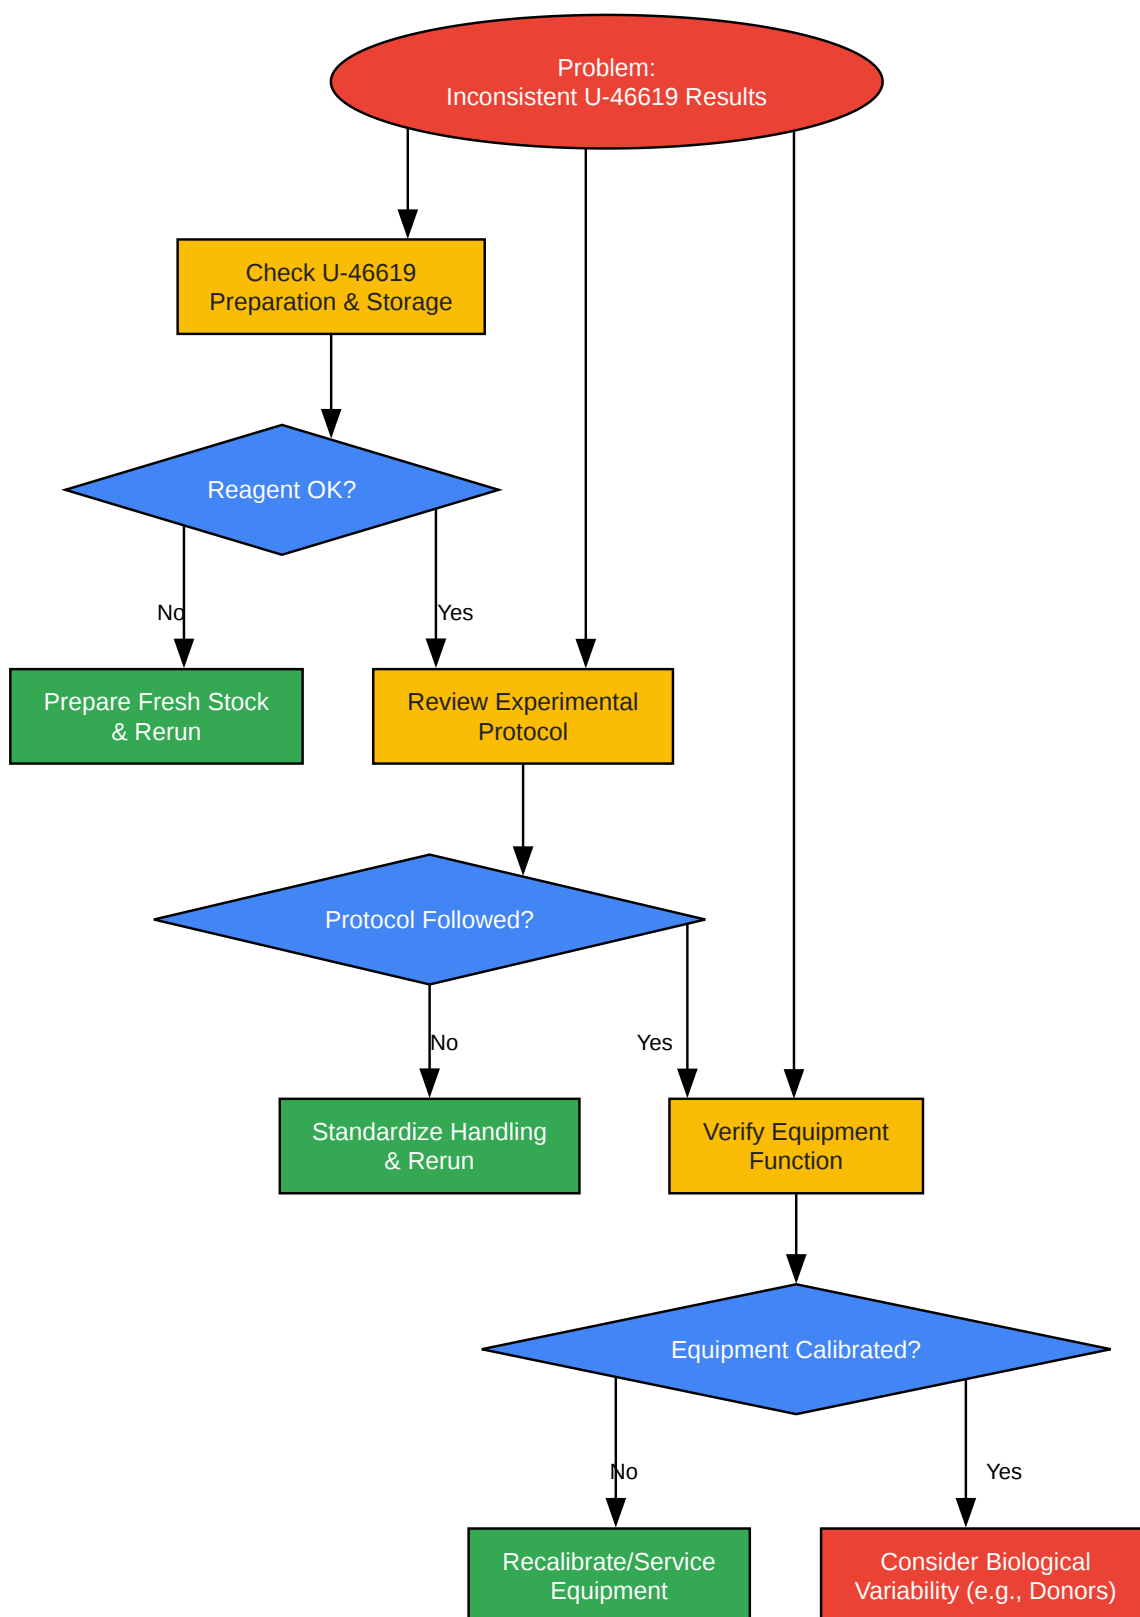 Problem:
Inconsistent U-46619 Results
Check U-46619
Preparation & Storage
Reagent OK?
No
Yes
Prepare Fresh Stock
& Rerun
Review Experimental
Protocol
Protocol Followed?
No
Yes
Standardize Handling
& Rerun
Verify Equipment
Function
Equipment Calibrated?
No
Yes
Recalibrate/Service
Equipment
Consider Biological
Variability (e.g., Donors)